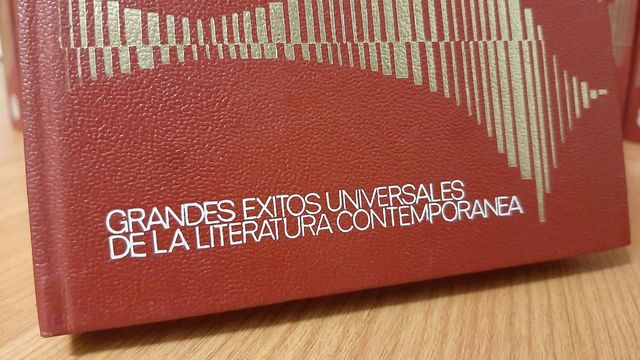 GRANDES EXITOS UNIVERSALES
DE LA LITERATURA CONTEMPORANEA